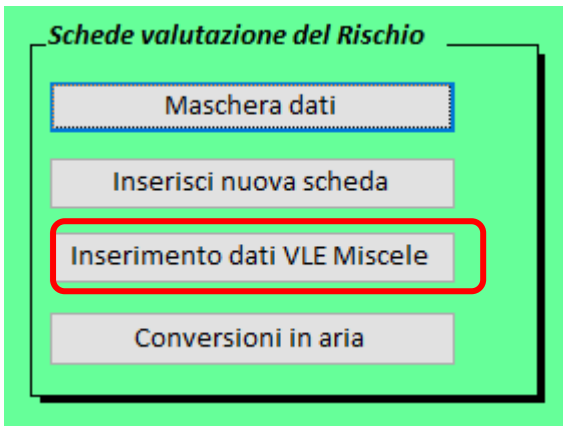 Schede valutazione del Rischio
Maschera dati
Inserisci nuova scheda
Inserimento dati VLE Miscele
Conversioni in aria